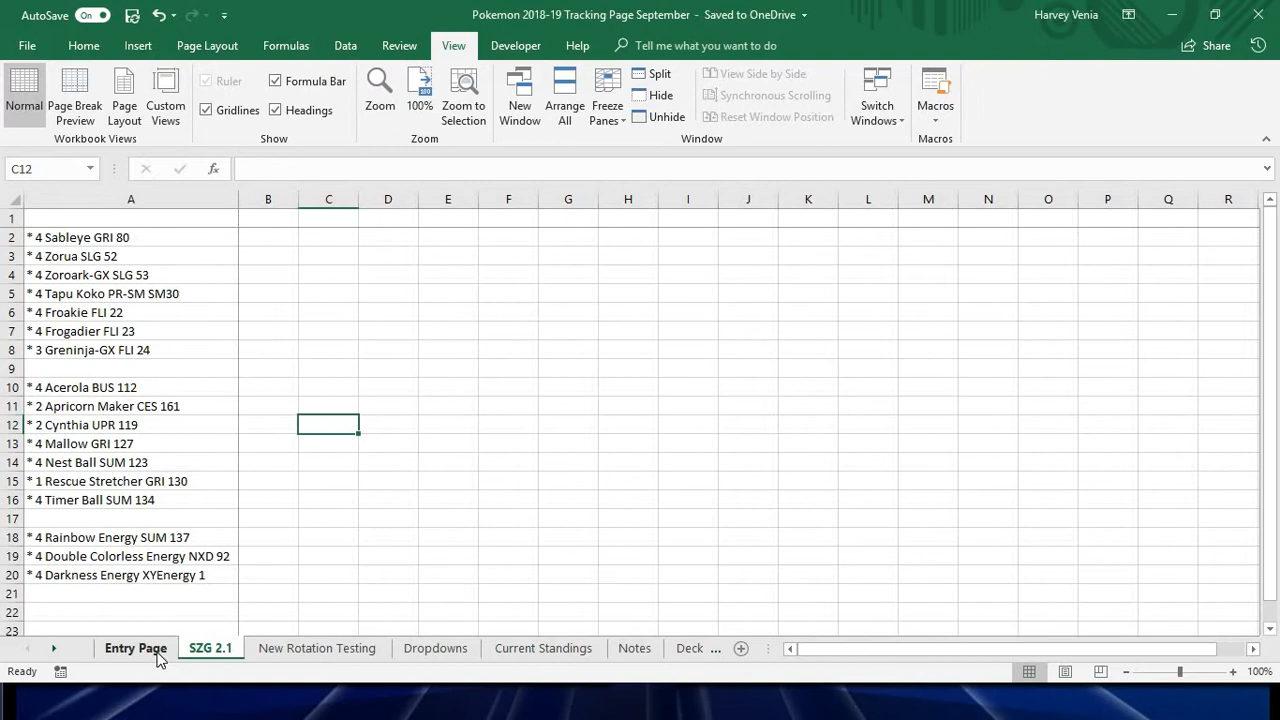 AutoSave On
Pokemon 2018-19 Tracking Page September - Saved to OneDrive
Harvey Venia
File Home Insert Page Layout Formulas Data Review View Developer Help Tell me what you want to do Share
Normal
Page Break Preview
Page Layout
Custom Views
Workbook Views
Ruler
Formula Bar
Gridlines
Headings
Show
Zoom
100%
Zoom to Selection
Zoom
New Window
Arrange All
Freeze Panes
Split
Hide
Unhide
View Side by Side
Synchronous Scrolling
Reset Window Position
Window
Switch Windows
Macros
Macros
C12 fx
A B C D E F G H I J K L M N O P Q R
1
2 * 4 Sableye GRI 80
3 * 4 Zorua SLG 52
4 * 4 Zoroark-GX SLG 53
5 * 4 Tapu Koko PR-SM SM30
6 * 4 Froakie FLI 22
7 * 4 Frogadier FLI 23
8 * 3 Greninja-GX FLI 24
9
10 * 4 Acerola BUS 112
11 * 2 Apricorn Maker CES 161
12 * 2 Cynthia UPR 119
13 * 4 Mallow GRI 127
14 * 4 Nest Ball SUM 123
15 * 1 Rescue Stretcher GRI 130
16 * 4 Timer Ball SUM 134
17
18 * 4 Rainbow Energy SUM 137
19 * 4 Double Colorless Energy NXD 92
20 * 4 Darkness Energy XYEnergy 1
21
22
23
Entry Page SZG 2.1 New Rotation Testing Dropdowns Current Standings Notes Deck ...
Ready 100%